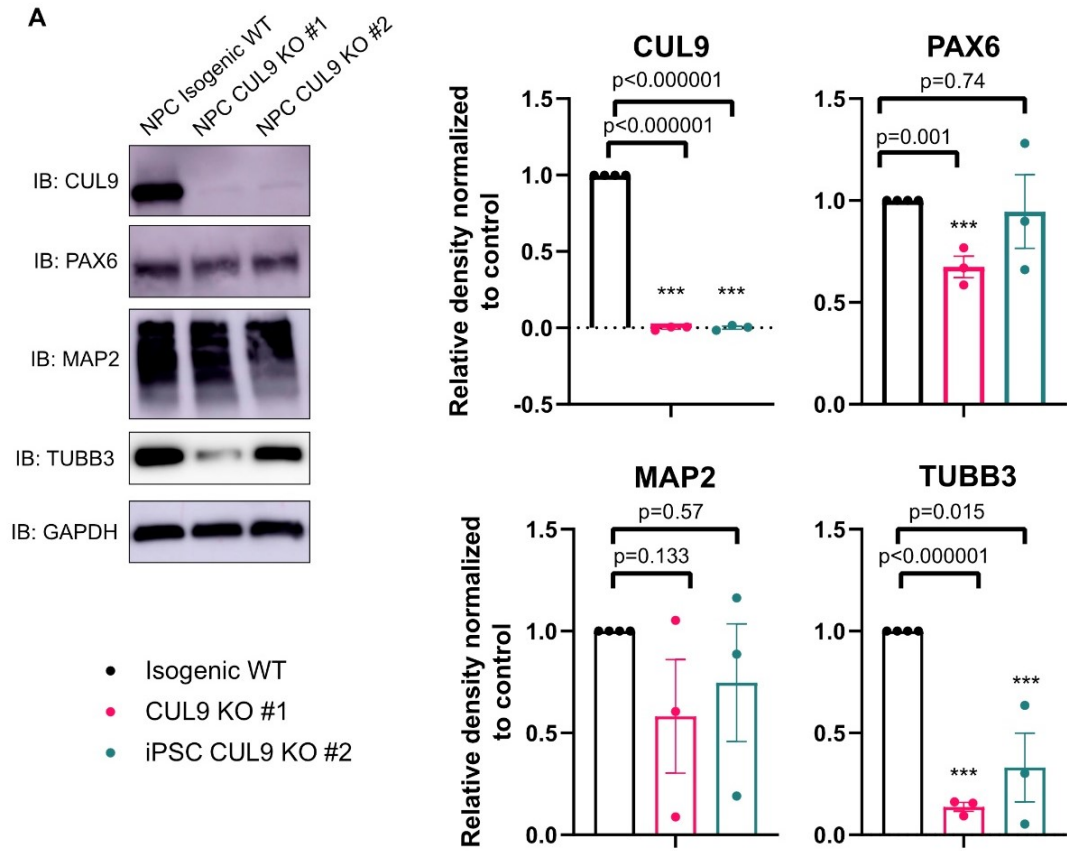 A
NPC Isogenic WT
NPC CUL9 KO #1
NPC CUL9 KO #2
IB: CUL9
IB: PAX6
IB: MAP2
IB: TUBB3
IB: GAPDH
Isogenic WT
CUL9 KO #1
iPSC CUL9 KO #2
CUL9
p<0.000001
p<0.000001
Relative density normalized
to control
1.5
1.0
0.5
0.0
-0.5
***
***
PAX6
p=0.74
p=0.001
1.5
1.0
0.5
0.0
***
MAP2
p=0.57
p=0.133
Relative density normalized
to control
1.5
1.0
0.5
0.0
TUBB3
p=0.015
p<0.000001
1.5
1.0
0.5
0.0
***
***